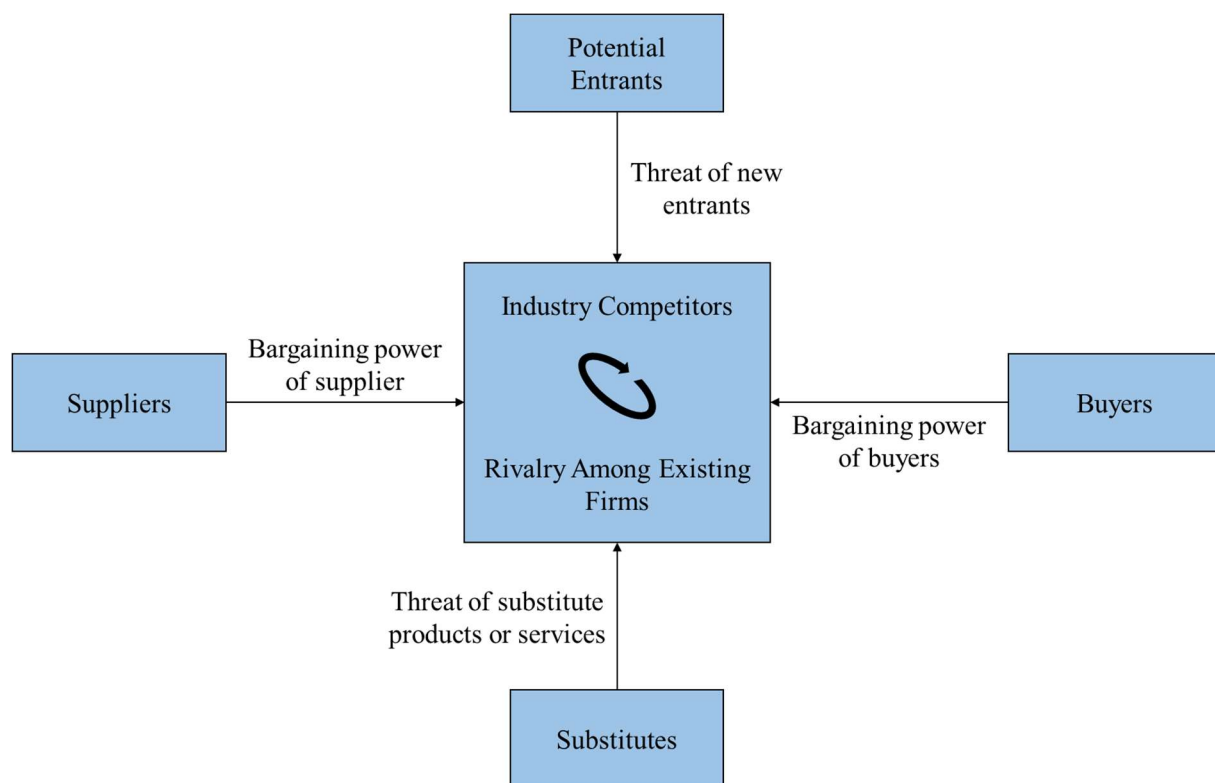 Potential
Entrants
Threat of new
entrants
Industry Competitors
Bargaining power
of supplier
Suppliers
Buyers
Bargaining power
of buyers
Rivalry Among Existing
Firms
Threat of substitute
products or services
Substitutes